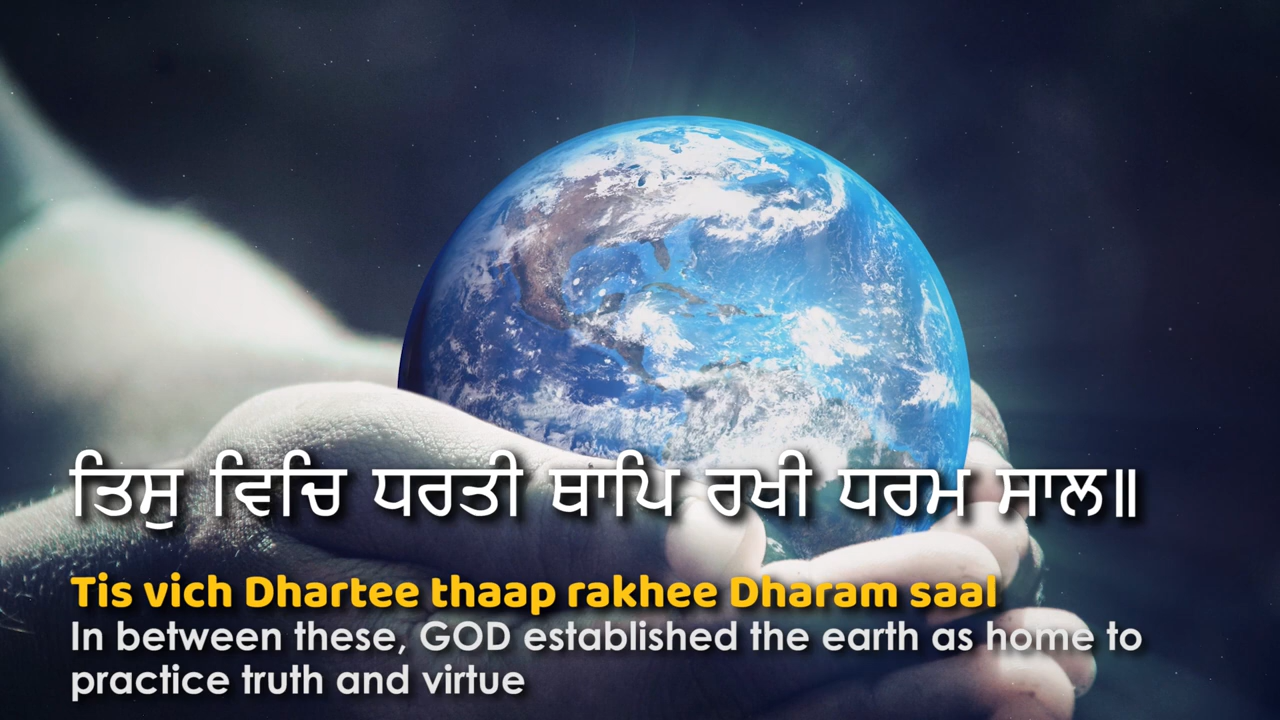 ਤਿਸੁ ਵਿਚਿ ਧਰਤੀ ਥਾਪਿ ਰਖੀ ਧਰਮ ਸਾਲ॥
Tis vich Dhartee thaap rakhee Dharam saal
In between these, GOD established the earth as home to
practice truth and virtue